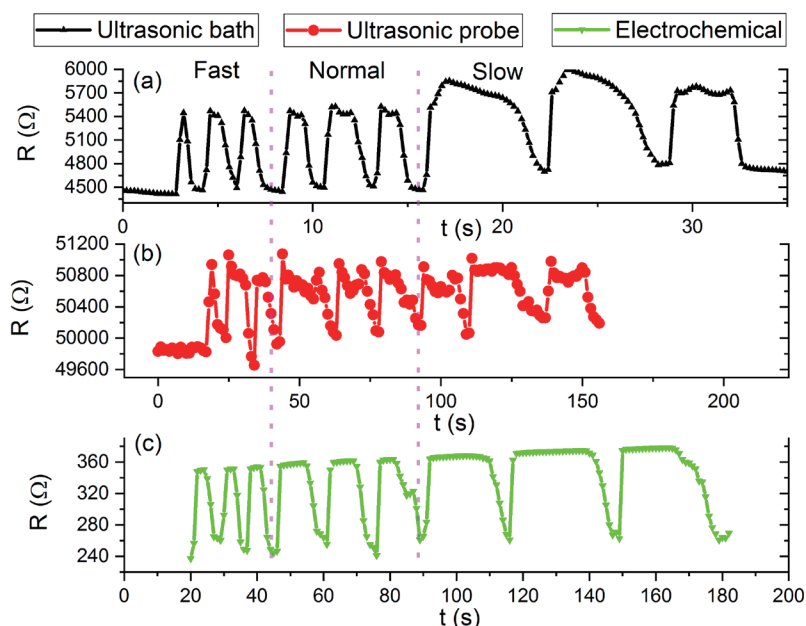 Ultrasonic bath Ultrasonic probe Electrochemical
(a) Fast Normal Slow
6000
5700
5400
5100
4800
4500
R (Ω)
0 10 20 30
t (s)
(b)
51200
50800
50400
50000
49600
R (Ω)
0 50 100 150 200
t (s)
(c)
360
320
280
240
R (Ω)
0 20 40 60 80 100 120 140 160 180 200
t (s)